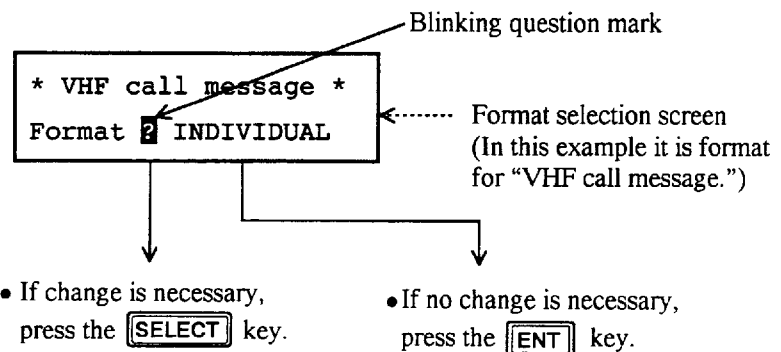 Blinking question mark
* VHF call message *
Format ? INDIVIDUAL
Format selection screen
(In this example it is format
for "VHF call message.")
• If change is necessary,
press the SELECT key.
• If no change is necessary,
press the ENT key.